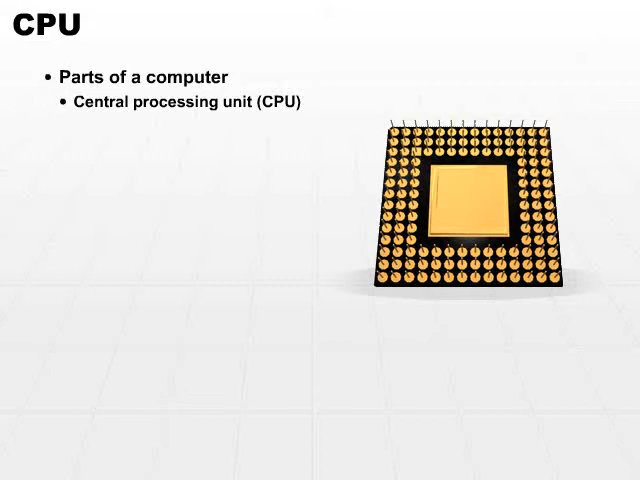 CPU
• Parts of a computer
• Central processing unit (CPU)